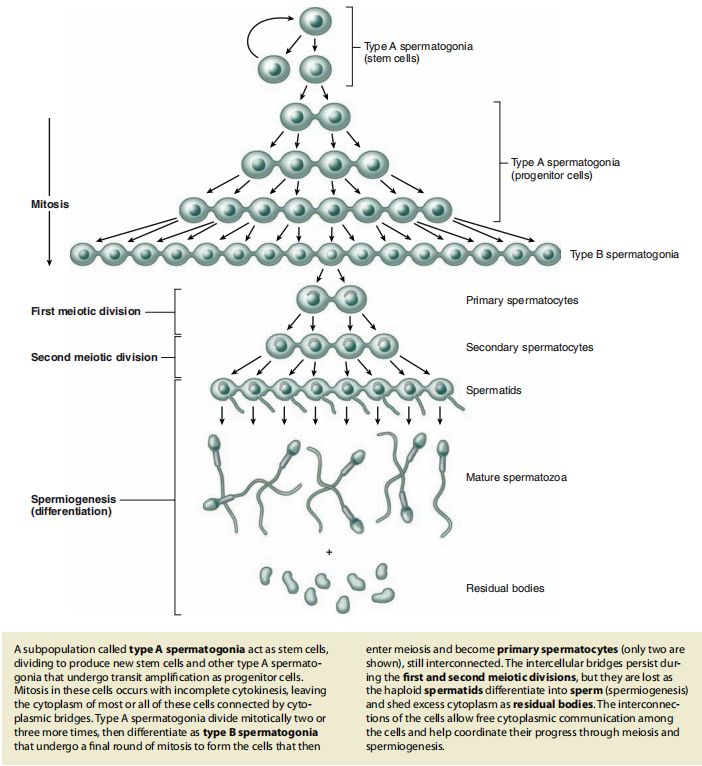 Type A spermatogonia
(stem cells)
Type A spermatogonia
(progenitor cells)
Mitosis
Type B spermatogonia
Primary spermatocytes
First meiotic division
Secondary spermatocytes
Second meiotic division
Spermatids
Mature spermatozoa
Spermiogenesis
(differentiation)
+
Residual bodies
A subpopulation called type A spermatogonia act as stem cells,
dividing to produce new stem cells and other type A spermato-
gonia that undergo transit amplification as progenitor cells.
Mitosis in these cells occurs with incomplete cytokinesis, leaving
the cytoplasm of most or all of these cells connected by cyto-
plasmic bridges. Type A spermatogonia divide mitotically two or
three more times, then differentiate as type B spermatogonia
that undergo a final round of mitosis to form the cells that then
enter meiosis and become primary spermatocytes (only two are
shown), still interconnected. The intercellular bridges persist dur-
ing the first and second meiotic divisions, but they are lost as
the haploid spermatids differentiate into sperm (spermiogenesis)
and shed excess cytoplasm as residual bodies. The interconnec-
tions of the cells allow free cytoplasmic communication among
the cells and help coordinate their progress through meiosis and
spermiogenesis.